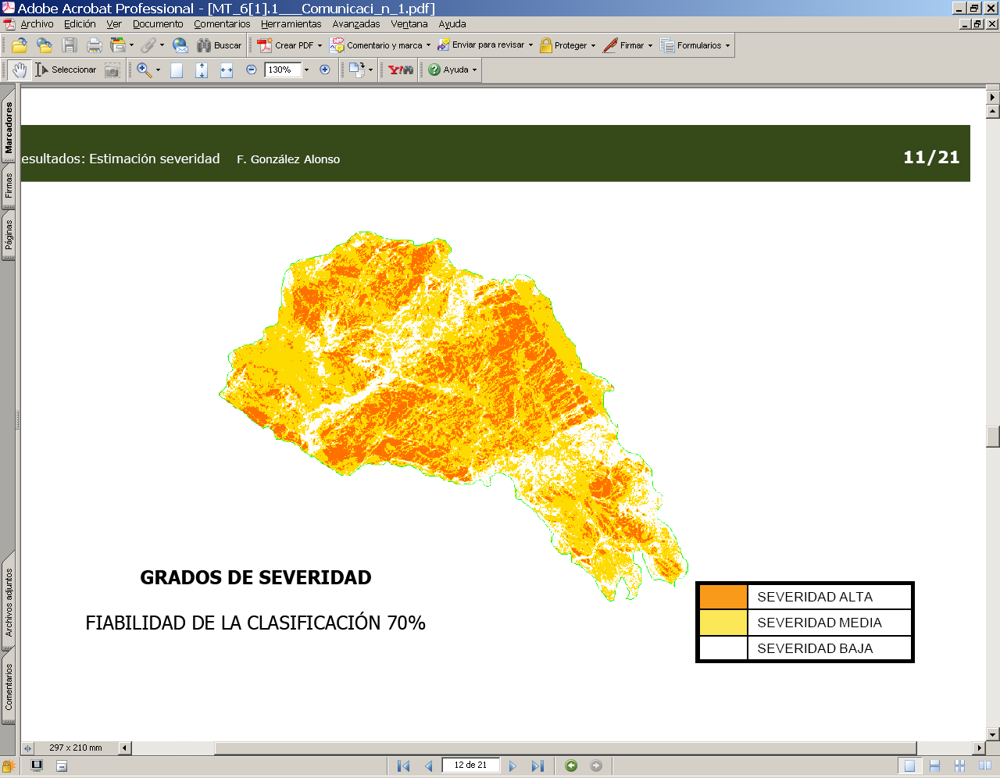 Adobe Acrobat Professional - [MT_6[1].1___Comunicaci_n_1.pdf]
Archivo Edición Ver Documento Comentarios Herramientas Avanzadas Ventana Ayuda
Buscar Crear PDF Comentario y marca Enviar para revisar Proteger Firmar Formularios
Seleccionar 130% Y! Ayuda
Marcadores
Firmas
Páginas
Archivos adjuntos
Comentarios
esultados: Estimación severidad F. González Alonso 11/21
GRADOS DE SEVERIDAD
FIABILIDAD DE LA CLASIFICACIÓN 70%
SEVERIDAD ALTA
SEVERIDAD MEDIA
SEVERIDAD BAJA
297 x 210 mm
12 de 21